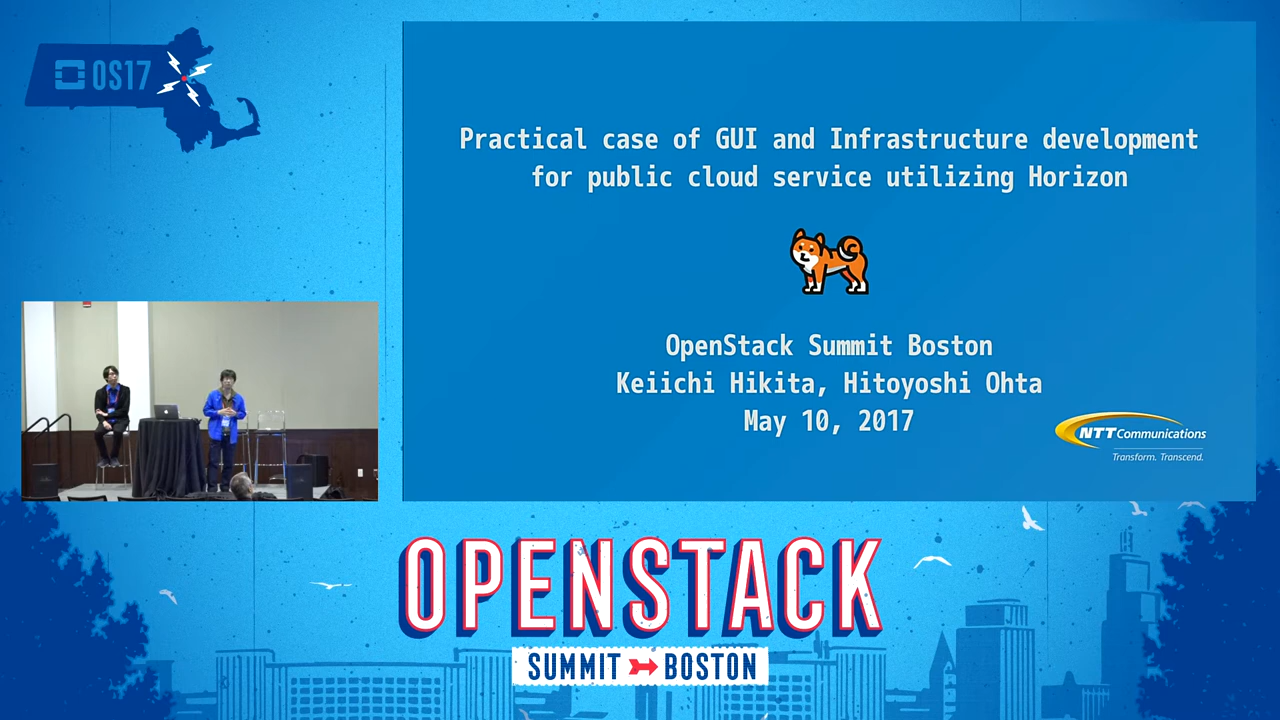 OS17
Practical case of GUI and Infrastructure development
for public cloud service utilizing Horizon
OpenStack Summit Boston
Keiichi Hikita, Hitoyoshi Ohta
May 10, 2017
NTT Communications
Transform. Transcend.
OPENSTACK
SUMMIT BOSTON